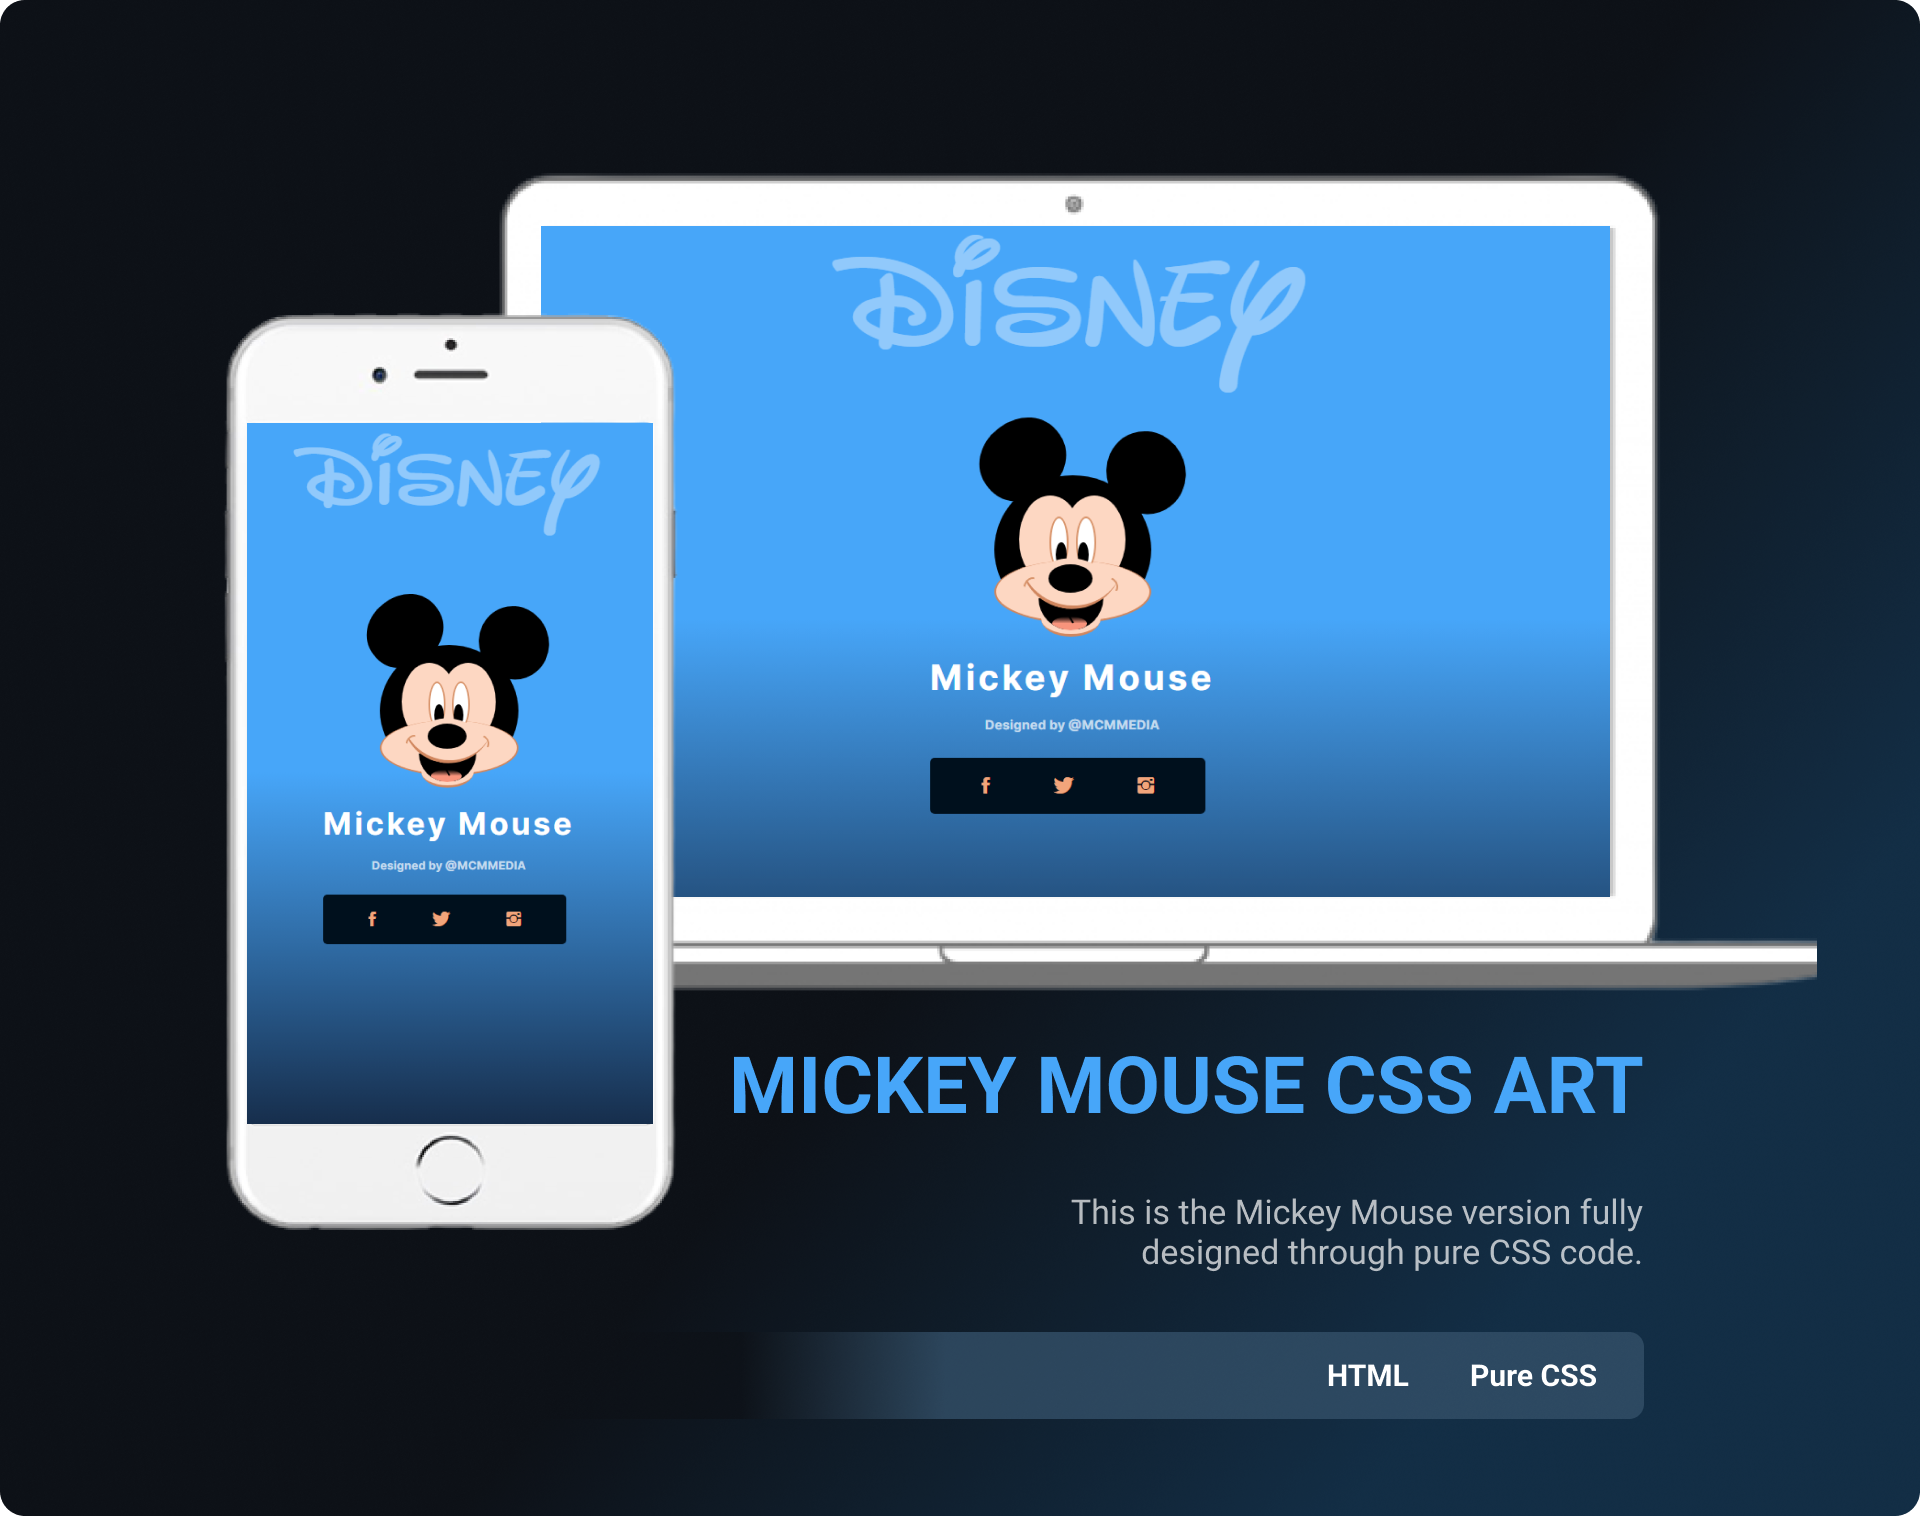 DISNEY
Mickey Mouse
Designed by @MCMMEDIA
DISNEY
Mickey Mouse
Designed by @MCMMEDIA
MICKEY MOUSE CSS ART
This is the Mickey Mouse version fully
designed through pure CSS code.
HTML Pure CSS